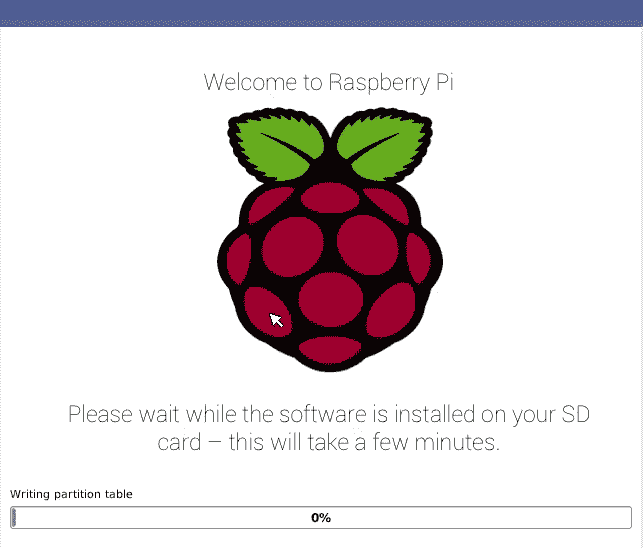 Welcome to Raspberry Pi
Please wait while the software is installed on your SD
card – this will take a few minutes.
Writing partition table
0%